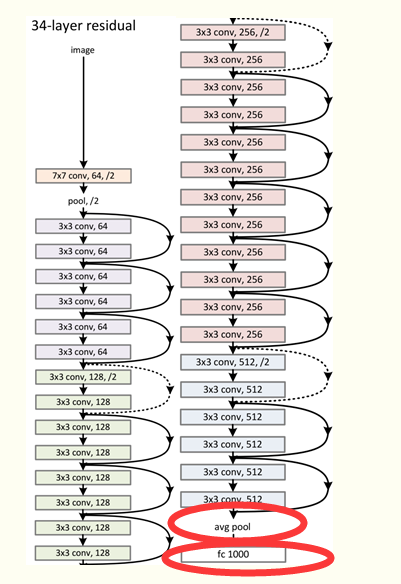 34-layer residual
image
7x7 conv, 64, /2
pool, /2
3x3 conv, 64
3x3 conv, 64
3x3 conv, 64
3x3 conv, 64
3x3 conv, 64
3x3 conv, 64
3x3 conv, 128, /2
3x3 conv, 128
3x3 conv, 128
3x3 conv, 128
3x3 conv, 128
3x3 conv, 128
3x3 conv, 128
3x3 conv, 128
3x3 conv, 256, /2
3x3 conv, 256
3x3 conv, 256
3x3 conv, 256
3x3 conv, 256
3x3 conv, 256
3x3 conv, 256
3x3 conv, 256
3x3 conv, 256
3x3 conv, 256
3x3 conv, 256
3x3 conv, 256
3x3 conv, 512, /2
3x3 conv, 512
3x3 conv, 512
3x3 conv, 512
3x3 conv, 512
3x3 conv, 512
avg pool
fc 1000